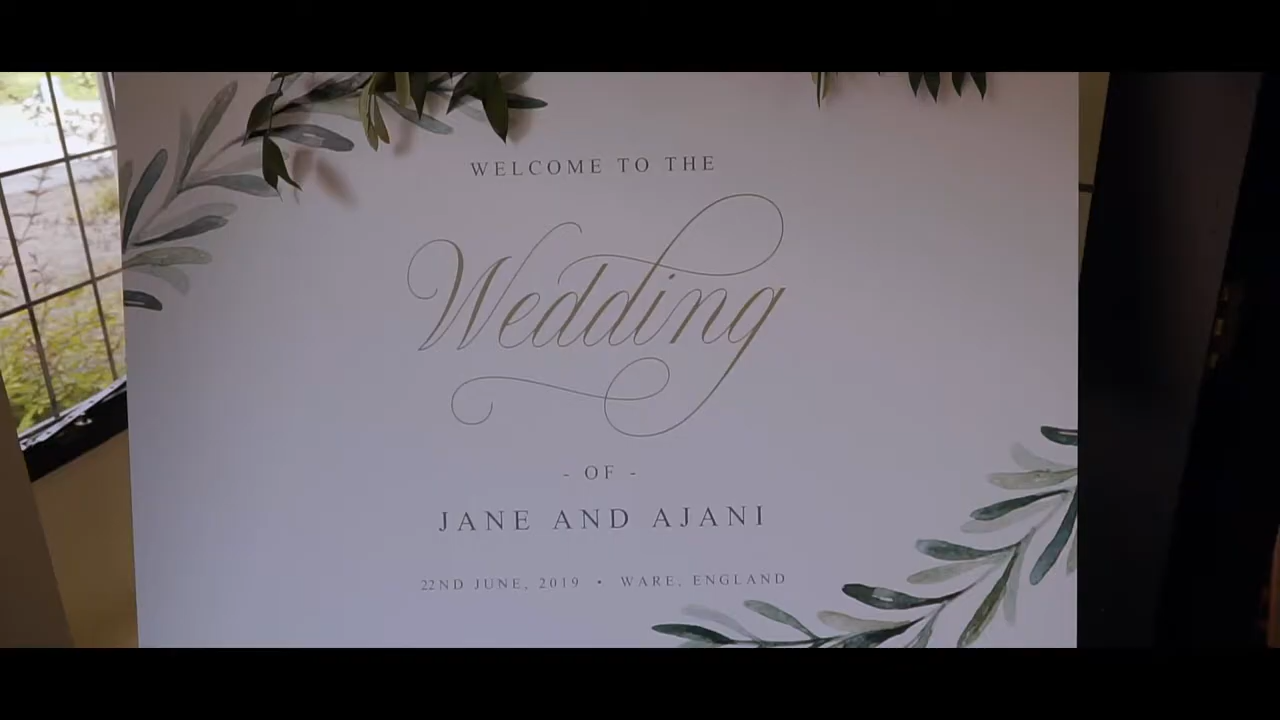 WELCOME TO THE
Wedding
- OF -
JANE AND AJANI
22ND JUNE, 2019 • WARE, ENGLAND